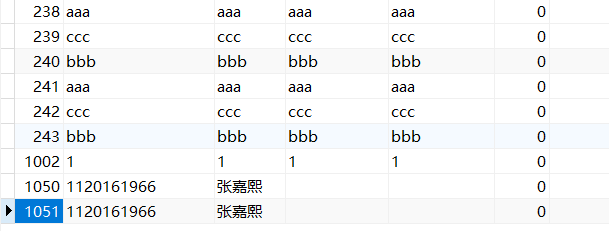 238 aaa aaa aaa aaa 0
239 ccc ccc ccc ccc 0
240 bbb bbb bbb bbb 0
241 aaa aaa aaa aaa 0
242 ccc ccc ccc ccc 0
243 bbb bbb bbb bbb 0
1002 1 1 1 1 0
1050 1120161966 张嘉熙 0
1051 1120161966 张嘉熙 0